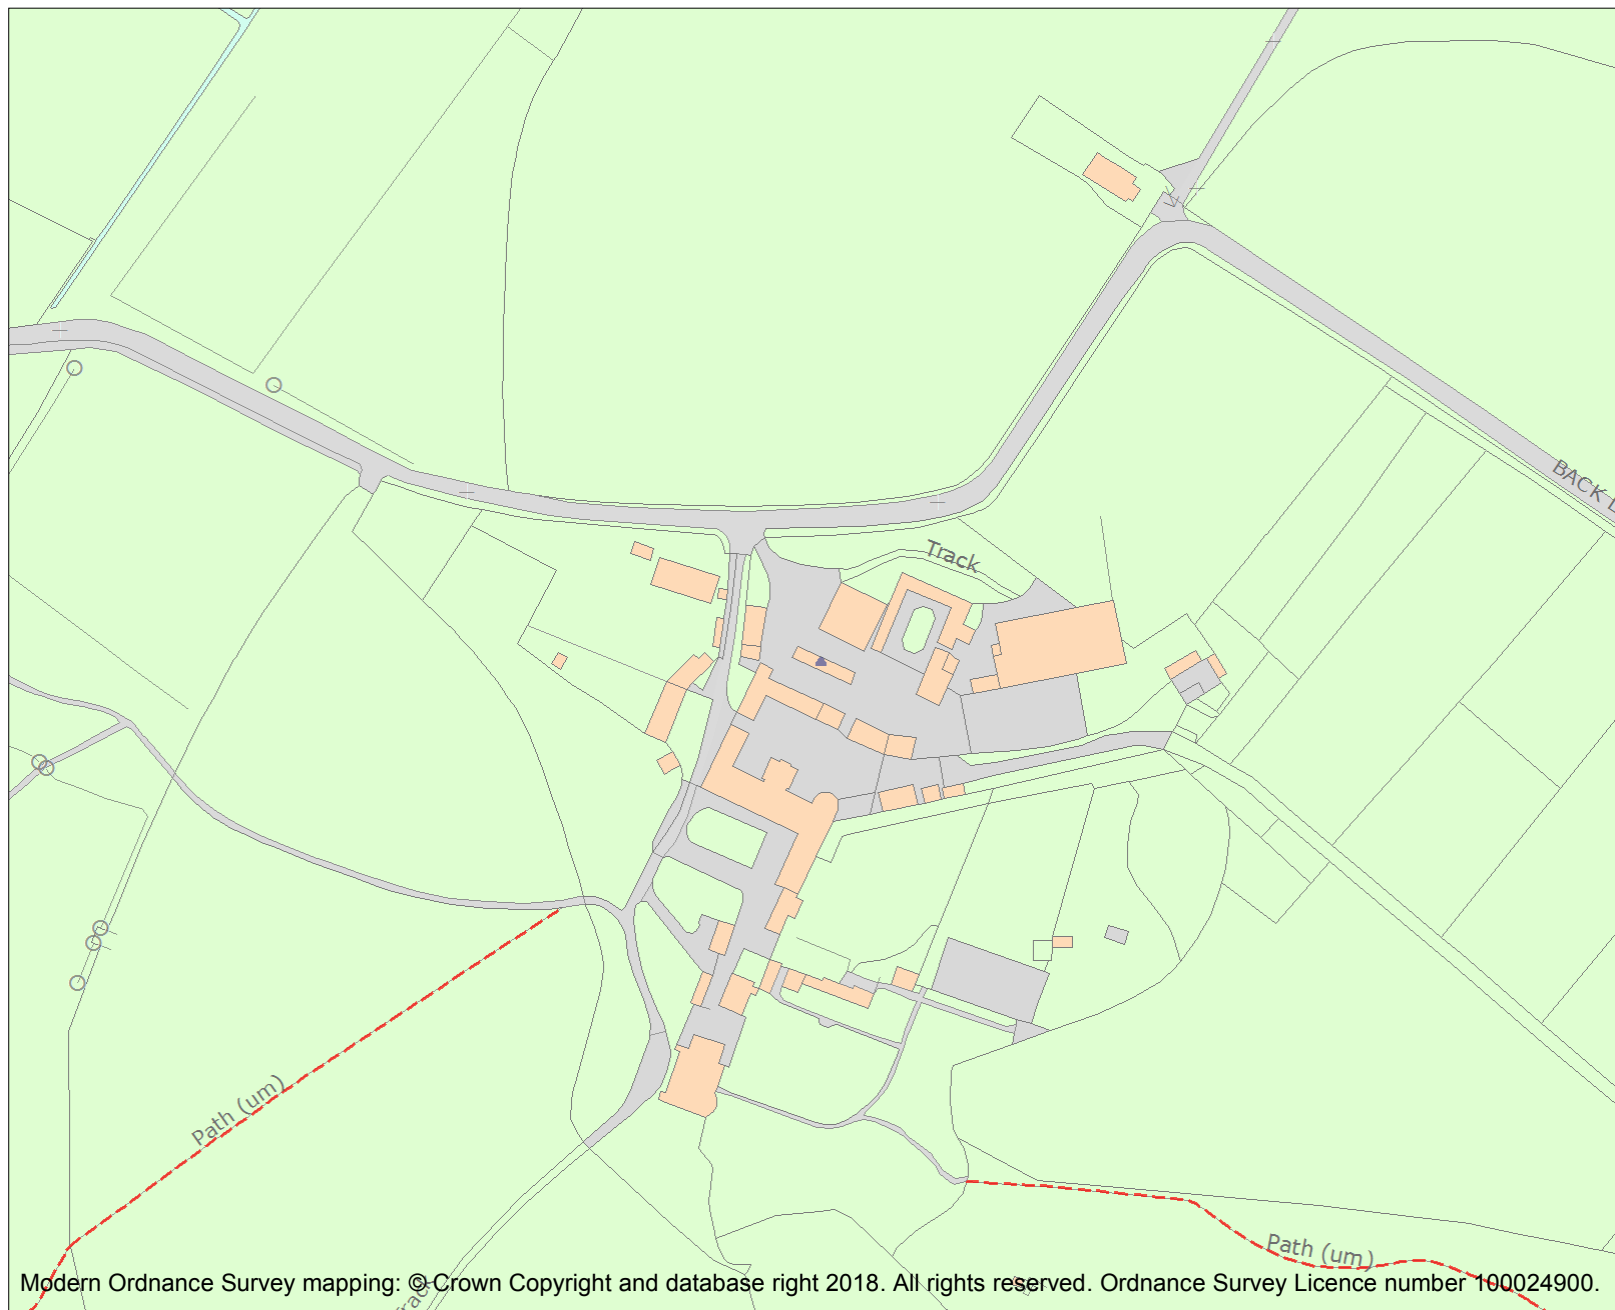 BACK L
Track
Path (um)
Path (um)
Modern Ordnance Survey mapping: © Crown Copyright and database right 2018. All rights reserved. Ordnance Survey Licence number 100024900.